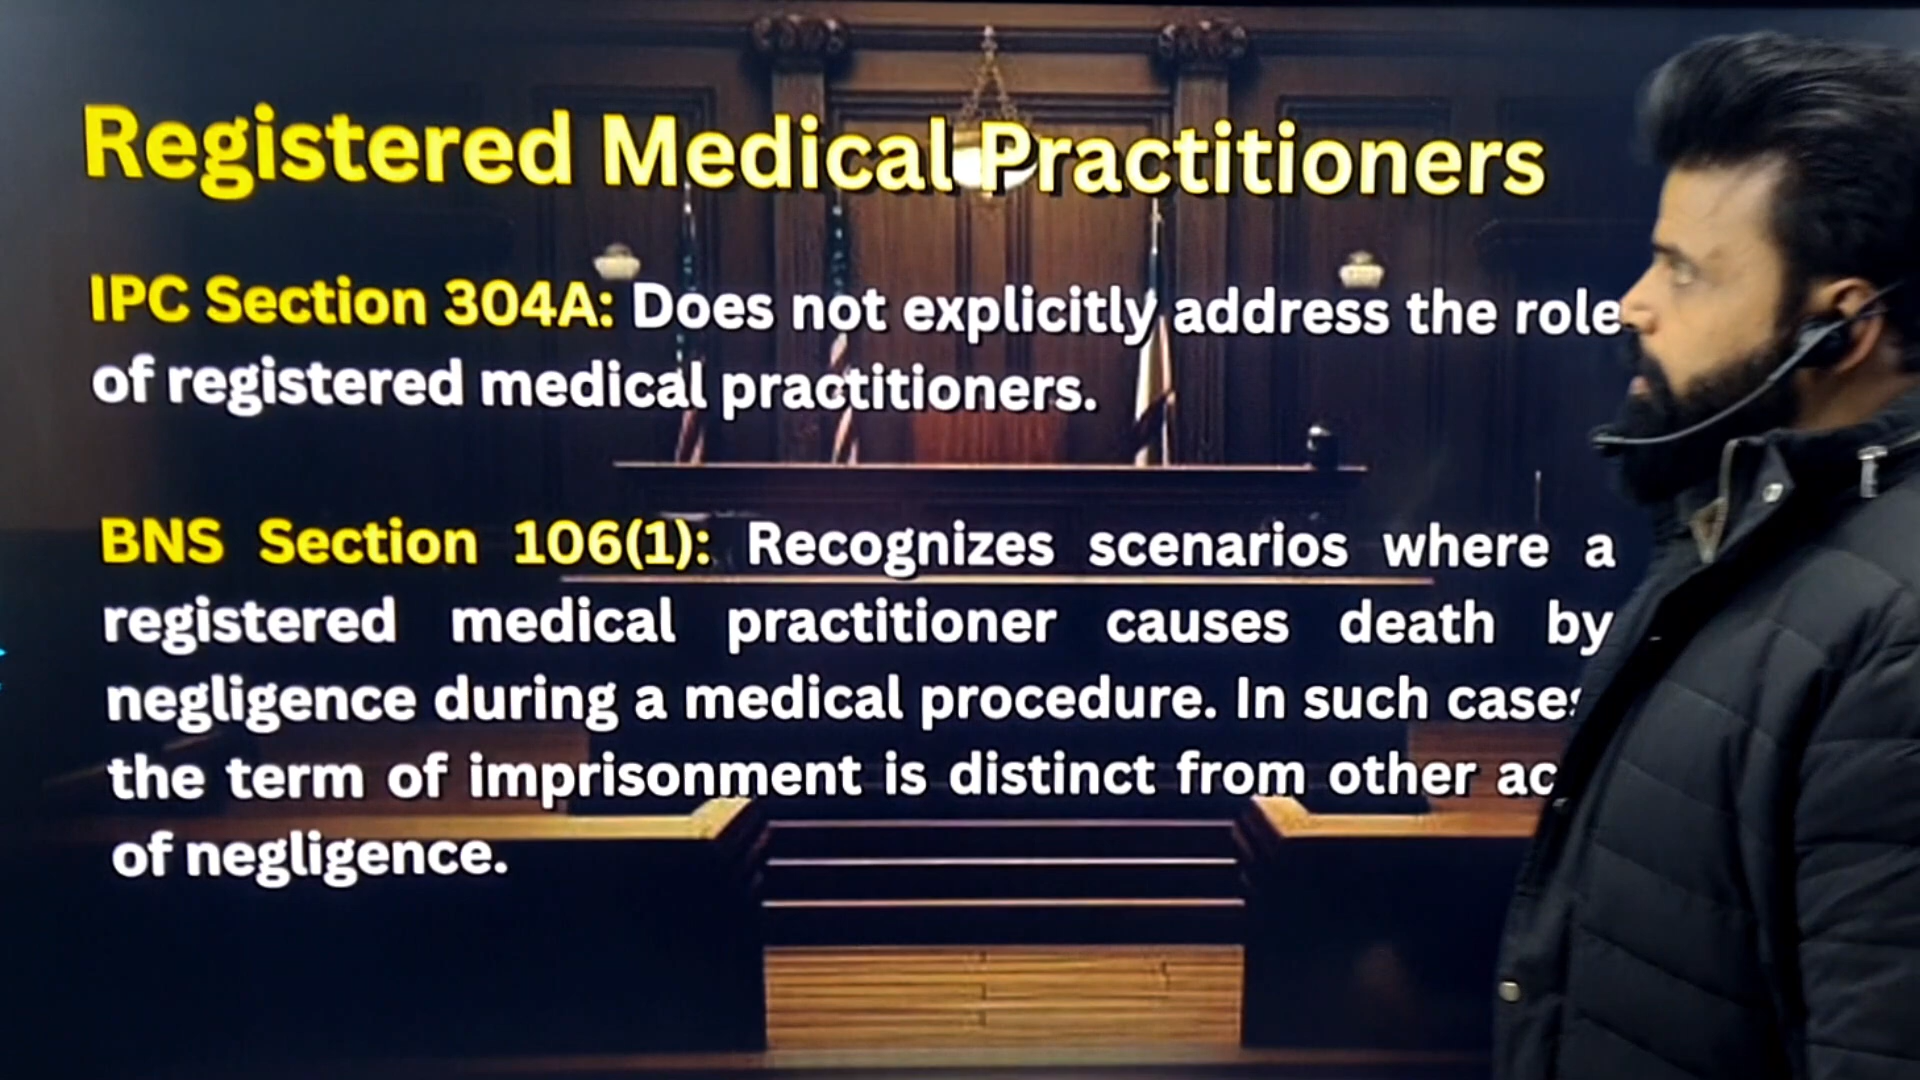 Registered Medical Practitioners
IPC Section 304A: Does not explicitly address the role
of registered medical practitioners.
BNS Section 106(1): Recognizes scenarios where a
registered medical practitioner causes death by
negligence during a medical procedure. In such
the term of imprisonment is distinct from other
of negligence.